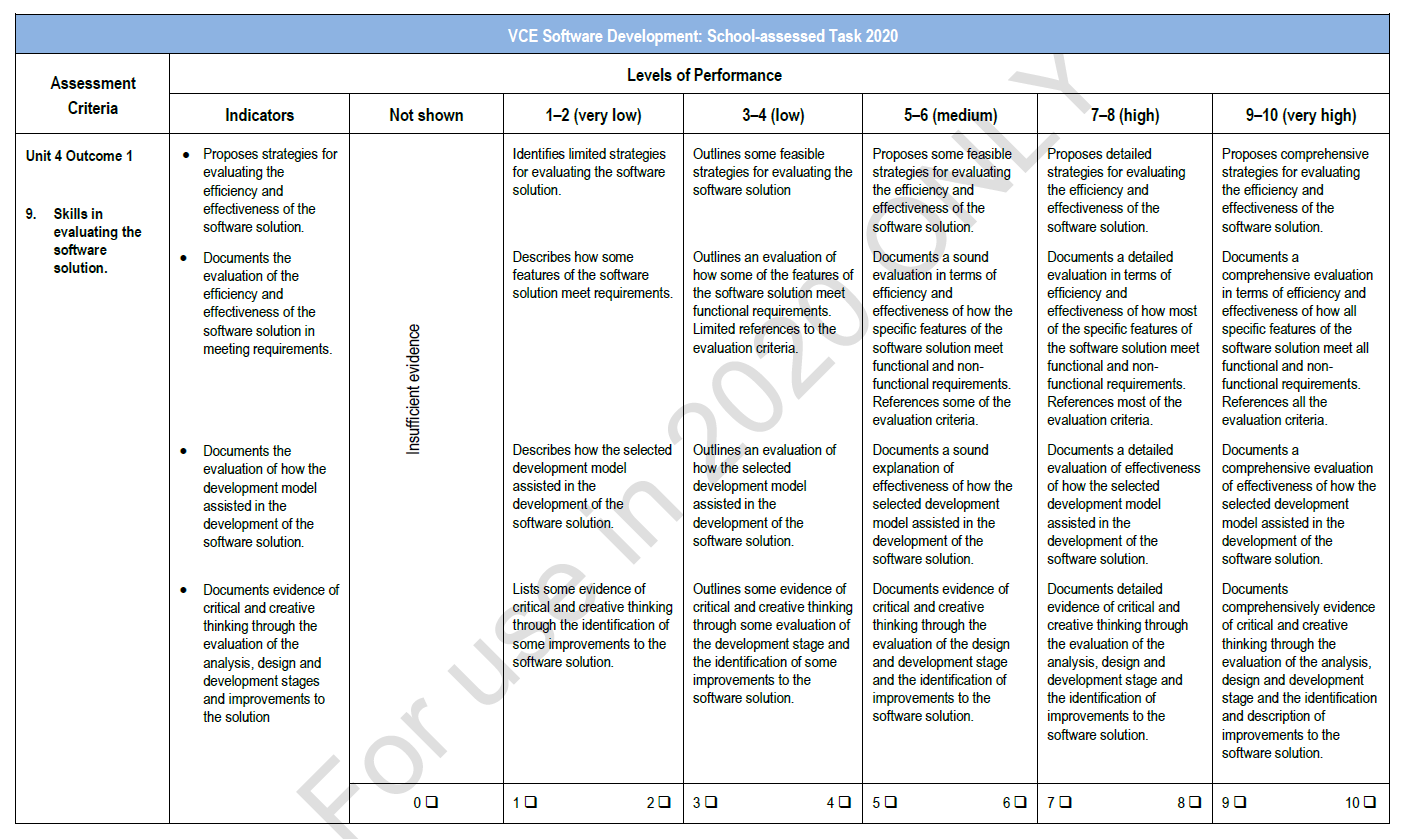 VCE Software Development: School-assessed Task 2020
Assessment
Criteria
Levels of Performance
Indicators
Not shown
1–2 (very low)
3–4 (low)
5–6 (medium)
7–8 (high)
9–10 (very high)
Unit 4 Outcome 1
9. Skills in
evaluating the
software
solution.
• Proposes strategies for
evaluating the
efficiency and
effectiveness of the
software solution.
• Documents the
evaluation of the
efficiency and
effectiveness of the
software solution in
meeting requirements.
• Documents the
evaluation of how the
development model
assisted in the
development of the
software solution.
• Documents evidence of
critical and creative
thinking through the
evaluation of the
analysis, design and
development stages
and improvements to
the solution
Insufficient evidence
0 ❑
Identifies limited strategies
for evaluating the software
solution.
Describes how some
features of the software
solution meet requirements.
Describes how the selected
development model
assisted in the
development of the
software solution.
Lists some evidence of
critical and creative thinking
through the identification of
some improvements to the
software solution.
1 ❑ 2 ❑
Outlines some feasible
strategies for evaluating the
software solution
Outlines an evaluation of
how some of the features of
the software solution meet
functional requirements.
Limited references to the
evaluation criteria.
Outlines an evaluation of
how the selected
development model
assisted in the
development of the
software solution.
Outlines some evidence of
critical and creative thinking
through some evaluation of
the development stage and
the identification of some
improvements to the
software solution.
3 ❑ 4 ❑
Proposes some feasible
strategies for evaluating
the efficiency and
effectiveness of the
software solution.
Documents a sound
evaluation in terms of
efficiency and
effectiveness of how the
specific features of the
software solution meet
functional and non-
functional requirements.
References some of the
evaluation criteria.
Documents a sound
explanation of
effectiveness of how the
selected development
model assisted in the
development of the
software solution.
Documents evidence of
critical and creative
thinking through the
evaluation of the design
and development stage
and the identification of
improvements to the
software solution.
5 ❑ 6 ❑
Proposes detailed
strategies for evaluating
the efficiency and
effectiveness of the
software solution.
Documents a detailed
evaluation in terms of
efficiency and
effectiveness of how most
of the specific features of
the software solution meet
functional and non-
functional requirements.
References most of the
evaluation criteria.
Documents a detailed
evaluation of effectiveness
of how the selected
development model
assisted in the
development of the
software solution.
Documents detailed
evidence of critical and
creative thinking through
the evaluation of the
analysis, design and
development stage and
the identification of
improvements to the
software solution.
7 ❑ 8 ❑
Proposes comprehensive
strategies for evaluating
the efficiency and
effectiveness of the
software solution.
Documents a
comprehensive evaluation
in terms of efficiency and
effectiveness of how all
specific features of the
software solution meet all
functional and non-
functional requirements.
References all the
evaluation criteria.
Documents a
comprehensive evaluation
of effectiveness of how the
selected development
model assisted in the
development of the
software solution.
Documents
comprehensively evidence
of critical and creative
thinking through the
evaluation of the analysis,
design and development
stage and the identification
and description of
improvements to the
software solution.
9 ❑ 10 ❑
For use in 2020 ONLY